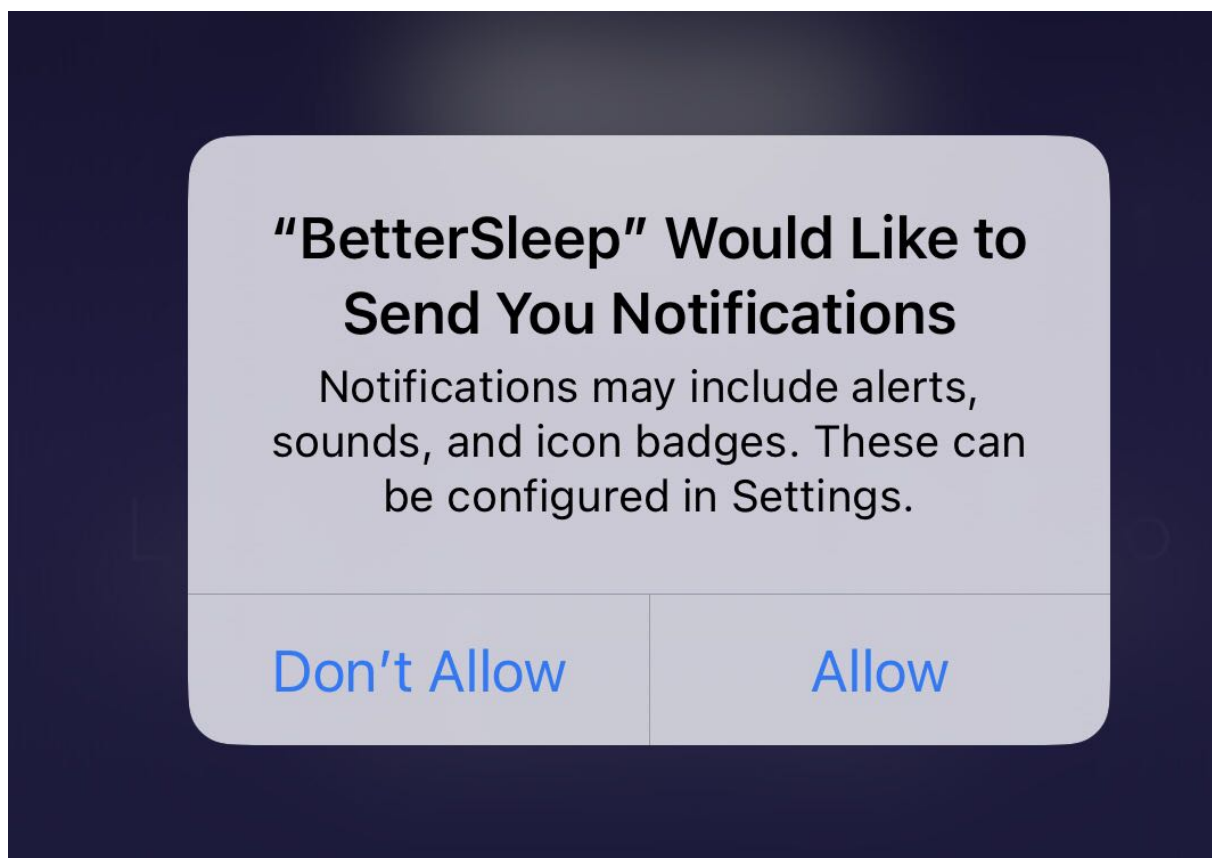 “BetterSleep” Would Like to
Send You Notifications
Notifications may include alerts,
sounds, and icon badges. These can
be configured in Settings.
Don’t Allow
Allow